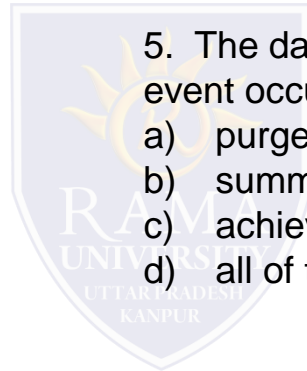 5. The da
event occu
a) purge
b) summ
c) achiev
d) all of
RAMA
UNIVERSITY
UTTAR PRADESH
KANPUR